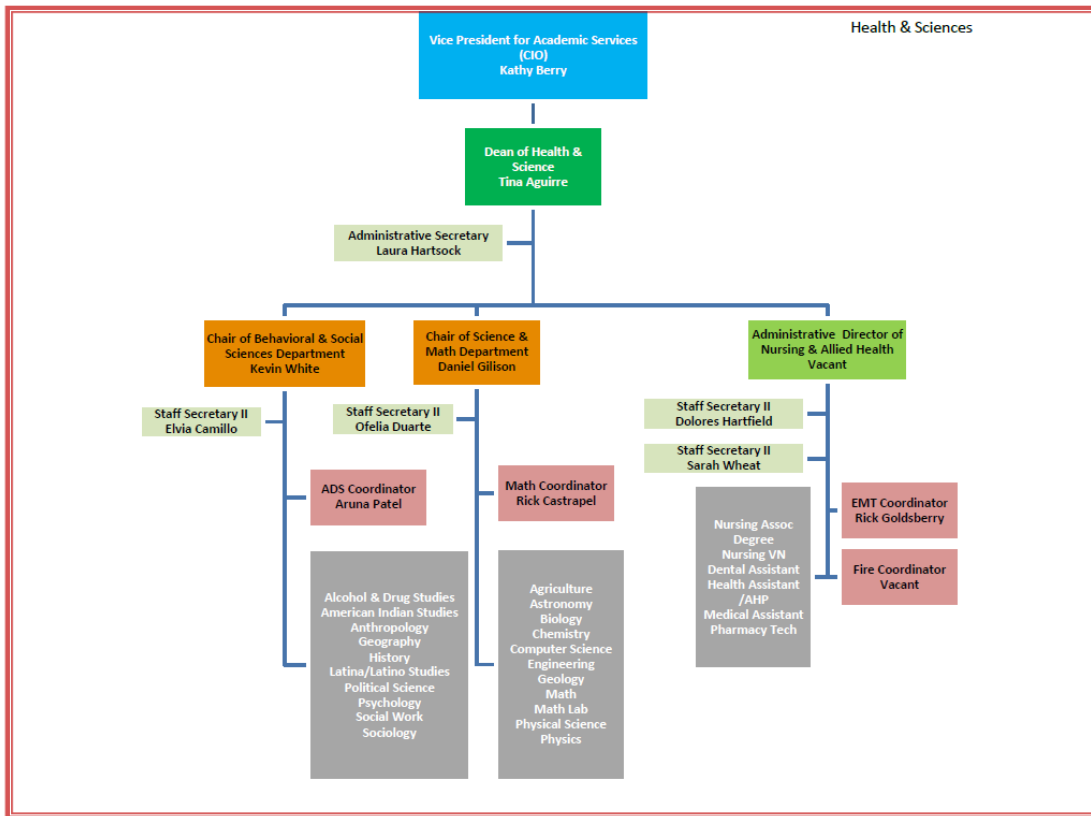 Health & Sciences
Vice President for Academic Services
(CIO)
Kathy Berry
Dean of Health &
Science
Tina Aguirre
Administrative Secretary
Laura Hartsock
Chair of Behavioral & Social
Sciences Department
Kevin White
Chair of Science &
Math Department
Daniel Gilison
Administrative Director of
Nursing & Allied Health
Vacant
Staff Secretary II
Elvia Camillo
Staff Secretary II
Ofelia Duarte
Staff Secretary II
Dolores Hartfield
Staff Secretary II
Sarah Wheat
ADS Coordinator
Aruna Patel
Math Coordinator
Rick Castrapel
EMT Coordinator
Rick Goldsberry
Fire Coordinator
Vacant
Alcohol & Drug Studies
American Indian Studies
Anthropology
Geography
History
Latina/Latino Studies
Political Science
Psychology
Social Work
Sociology
Agriculture
Astronomy
Biology
Chemistry
Computer Science
Engineering
Geology
Math
Math Lab
Physical Science
Physics
Nursing Assoc
Degree
Nursing VN
Dental Assistant
Health Assistant
/AHP
Medical Assistant
Pharmacy Tech